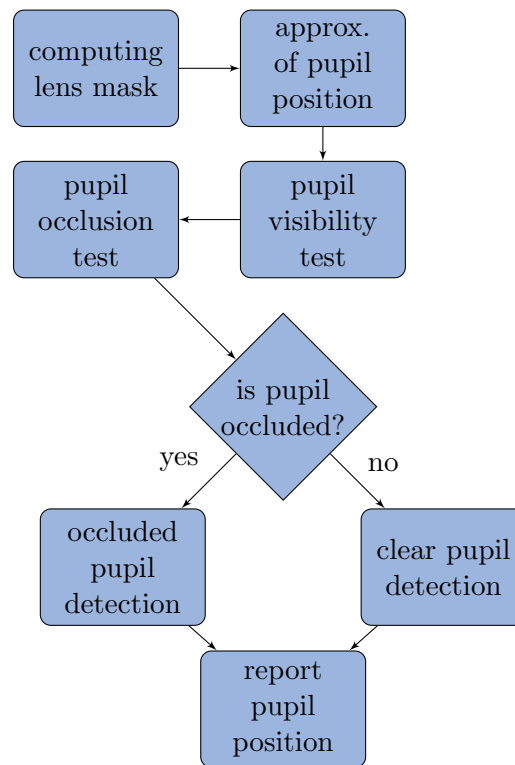 computing
lens mask
approx.
of pupil
position
pupil
occlusion
test
pupil
visibility
test
is pupil
occluded?
yes
no
occluded
pupil
detection
clear pupil
detection
report
pupil
position